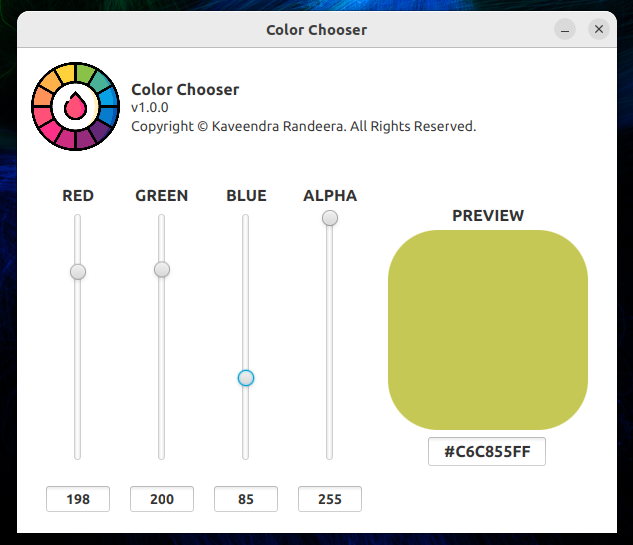 Color Chooser
Color Chooser
v1.0.0
Copyright © Kaveendra Randeera. All Rights Reserved.
RED GREEN BLUE ALPHA
PREVIEW
#C6C855FF
198 200 85 255